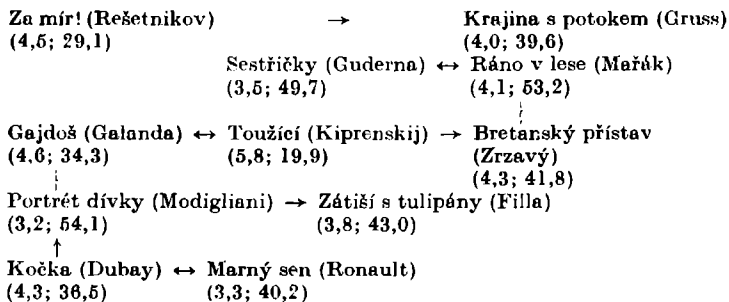 Za mír! (Rešetnikov) → Krajina s potokem (Gruss)
(4,5; 29,1) (4,0; 39,6)
Sestřičky (Guderna) ↔ Ráno v lese (Mařák)
(3,5; 49,7) (4,1; 53,2)
Gajdoš (Galanda) ↔ Toužící (Kiprenskij) → Bretaňský přístav
(4,6; 34,3) (5,8; 19,9) (Zrzavý)
(4,3; 41,8)
Portrét dívky (Modigliani) → Zátiší s tulipány (Filla)
(3,2; 54,1) (3,8; 43,0)
↑
Kočka (Dubay) ↔ Marný sen (Ronault)
(4,3; 36,5) (3,3; 40,2)